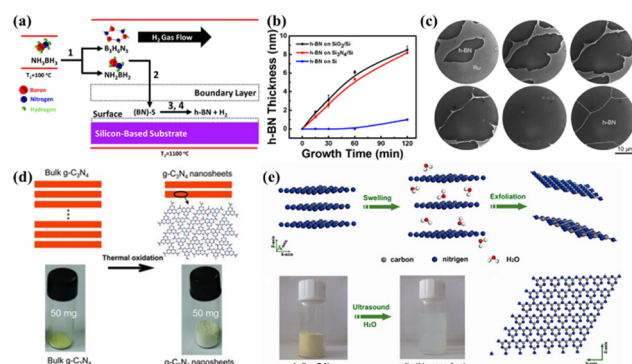 (a)
H₂ Gas Flow
B₃H₆N₃
1
NH₃BH₃
T₁=100 °C
NH₂BH₂
2
Boron
Nitrogen
Hydrogen
Boundary Layer
3, 4
Surface
(BN)-S
h-BN + H₂
Silicon-Based Substrate
T₂=1100 °C
(b)
h-BN on SiO₂/Si
h-BN on Si₃N₄/Si
h-BN on Si
h-BN Thickness (nm)
10
8
6
4
2
0
0 30 60 90 120
Growth Time (min)
(c)
h-BN
Ru
h-BN
10 µm
(d)
Bulk g-C₃N₄
g-C₃N₄ nanosheets
Thermal oxidation
50 mg
50 mg
Bulk g-C₃N₄
(e)
Swelling
Exfoliation
carbon
nitrogen
H₂O
Ultrasound
H₂O